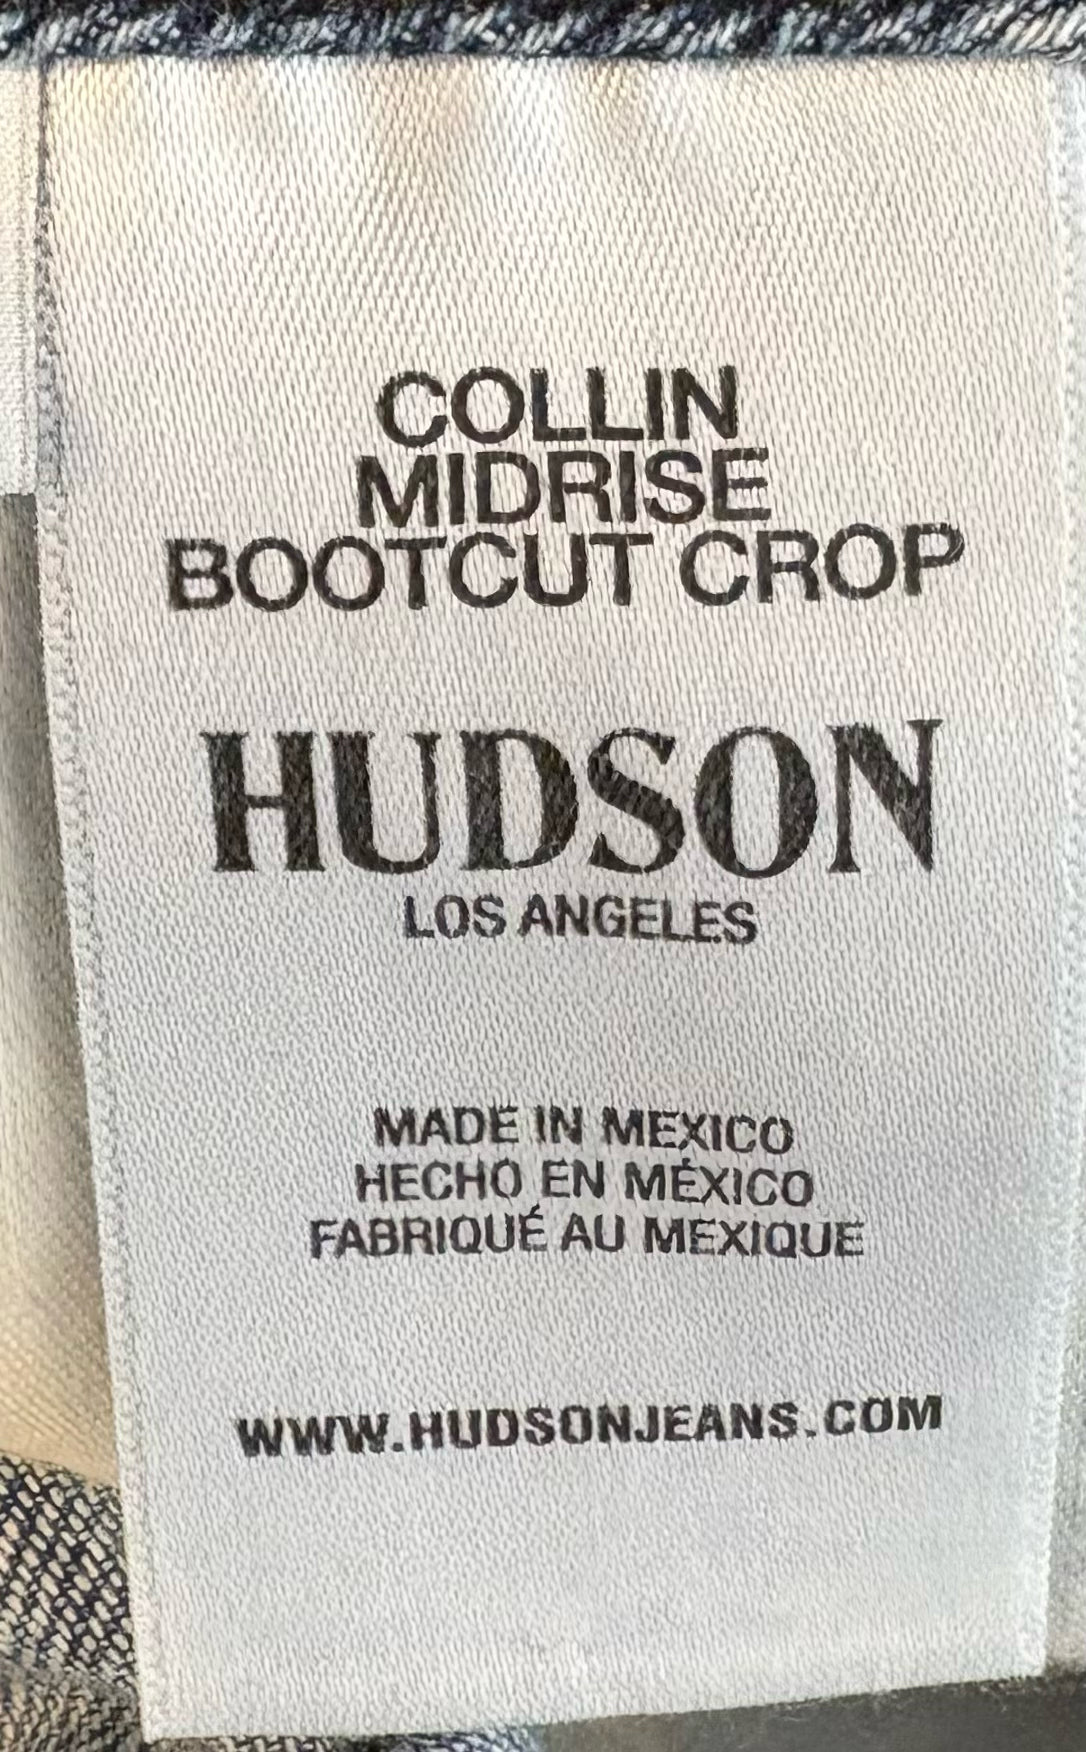 COLLIN
MIDRISE
BOOTCUT CROP
HUDSON
LOS ANGELES
MADE IN MEXICO
HECHO EN MÉXICO
FABRIQUÉ AU MEXIQUE
WWW.HUDSONJEANS.COM